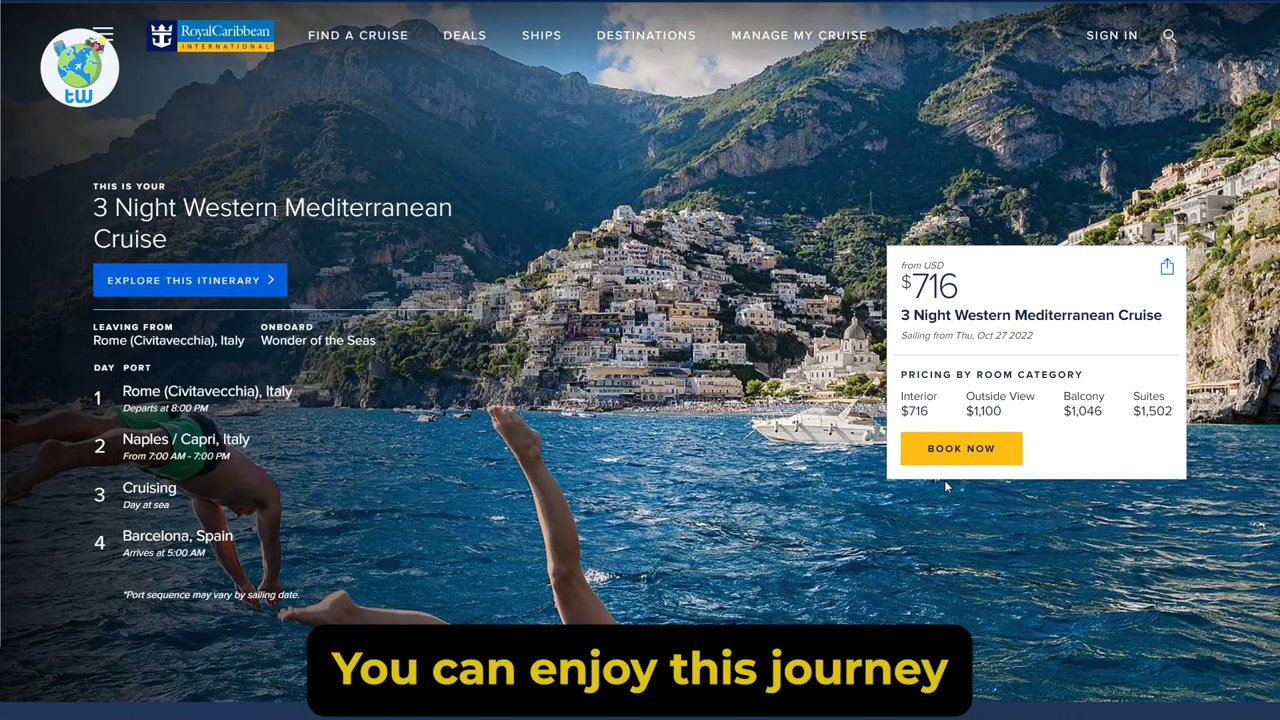 RoyalCaribbean
INTERNATIONAL
FIND A CRUISE
DEALS
SHIPS
DESTINATIONS
MANAGE MY CRUISE
SIGN IN
tw
THIS IS YOUR
3 Night Western Mediterranean
Cruise
EXPLORE THIS ITINERARY >
LEAVING FROM
Rome (Civitavecchia), Italy
ONBOARD
Wonder of the Seas
DAY PORT
1 Rome (Civitavecchia), Italy
Departs at 8:00 PM
2 Naples / Capri, Italy
From 7:00 AM - 7:00 PM
3 Cruising
Day at sea
4 Barcelona, Spain
Arrives at 5:00 AM
*Port sequence may vary by sailing date.
from USD
$716
3 Night Western Mediterranean Cruise
Sailing from Thu, Oct 27 2022
PRICING BY ROOM CATEGORY
Interior Outside View Balcony Suites
$716 $1,100 $1,046 $1,502
BOOK NOW
You can enjoy this journey